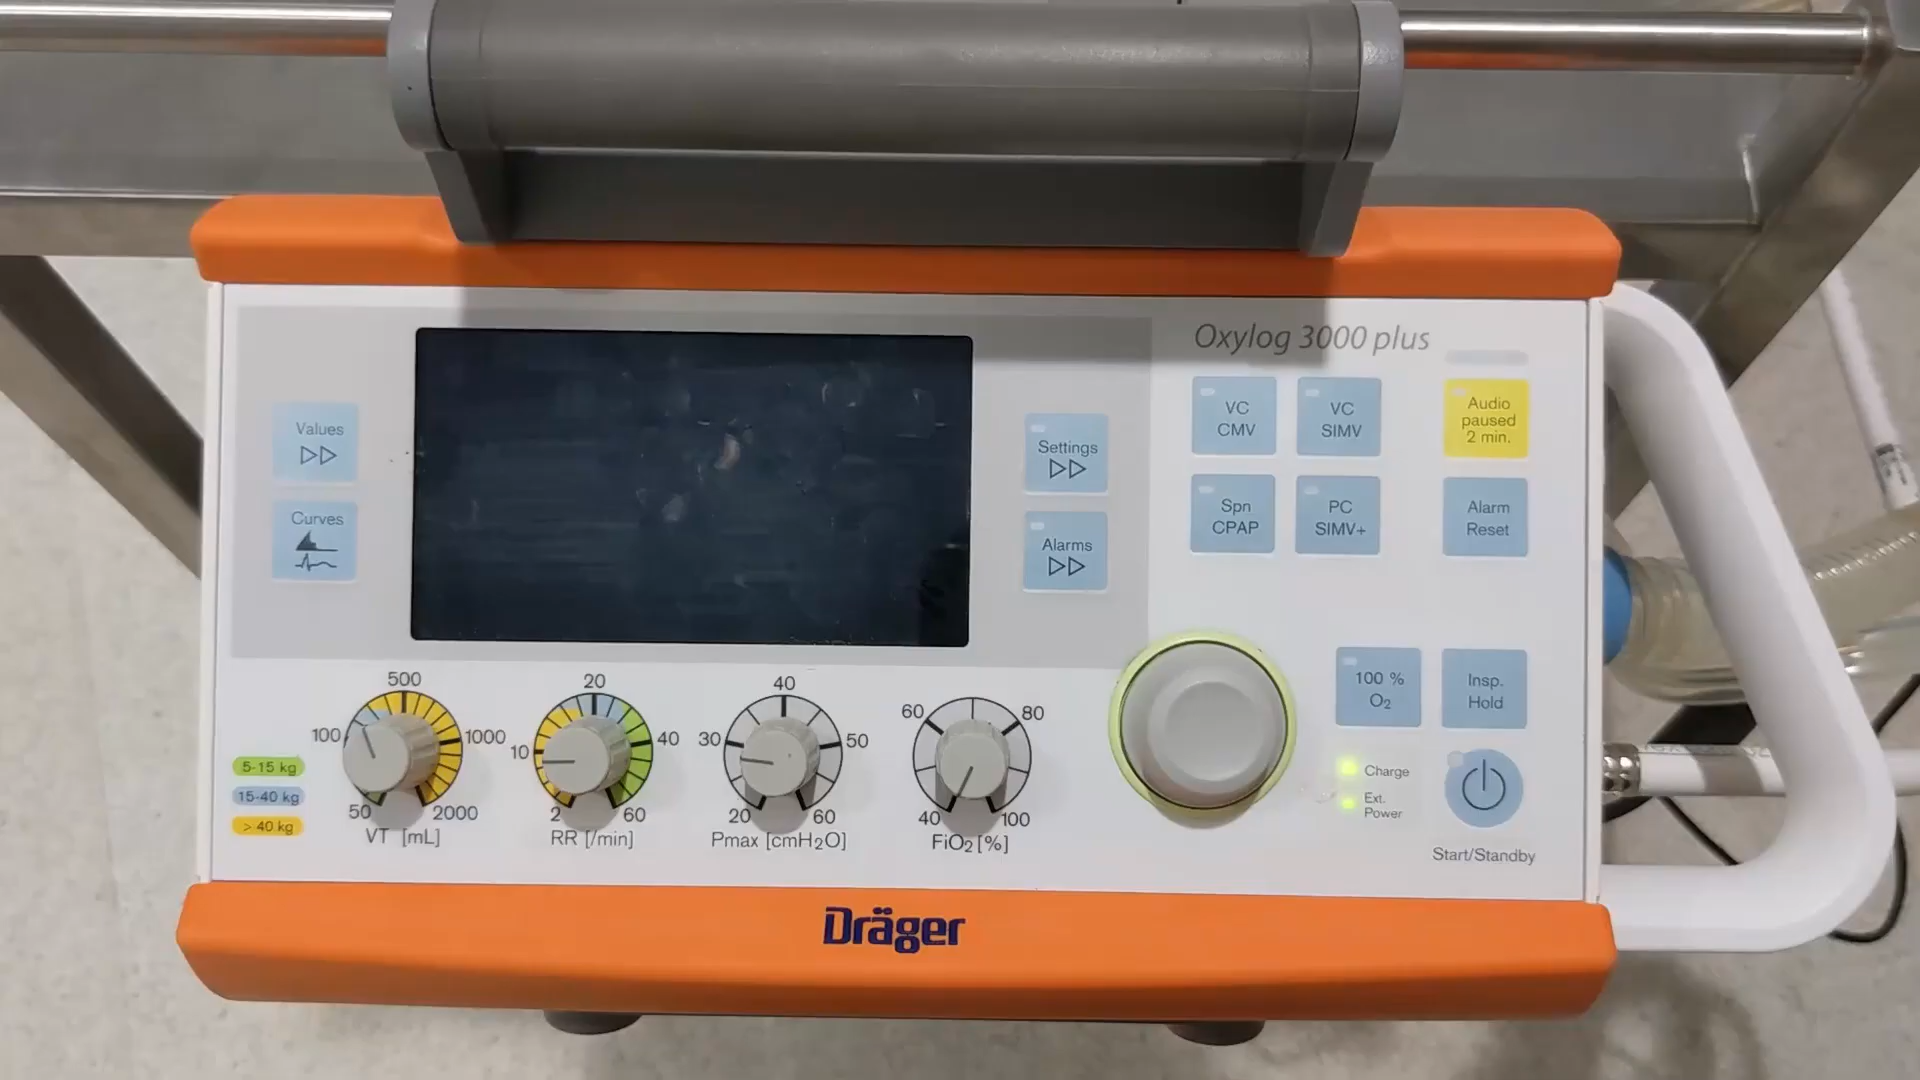 Oxylog 3000 plus
Values
Curves
Settings
Alarms
VC
CMV
VC
SIMV
Audio
paused
2 min.
Spn
CPAP
PC
SIMV+
Alarm
Reset
100 %
O2
Insp.
Hold
Charge
Ext.
Power
Start/Standby
5-15 kg
15-40 kg
> 40 kg
50
100
500
1000
2000
VT [mL]
2
10
20
40
60
RR [/min]
20
30
40
50
60
Pmax [cmH2O]
40
60
80
100
FiO2 [%]
Dräger